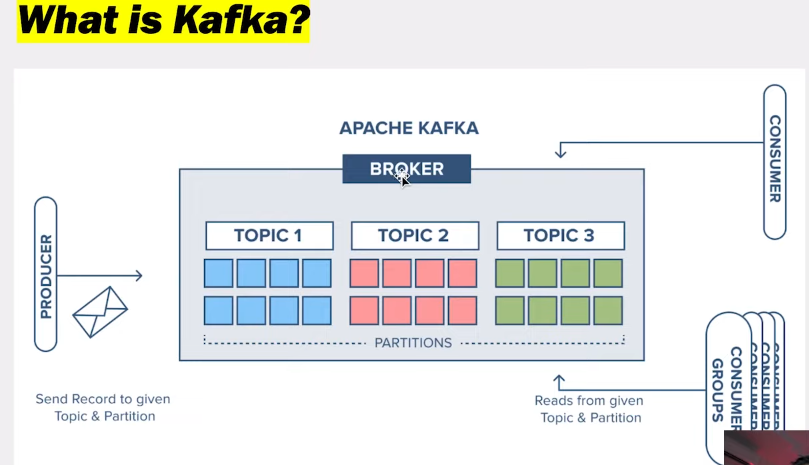 What is Kafka?
APACHE KAFKA
BROKER
TOPIC 1
TOPIC 2
TOPIC 3
PARTITIONS
PRODUCER
Send Record to given
Topic & Partition
CONSUMER
Reads from given
Topic & Partition
CONSUMER
GROUPS
CONSUMER
CONSUMER
CONSUMER